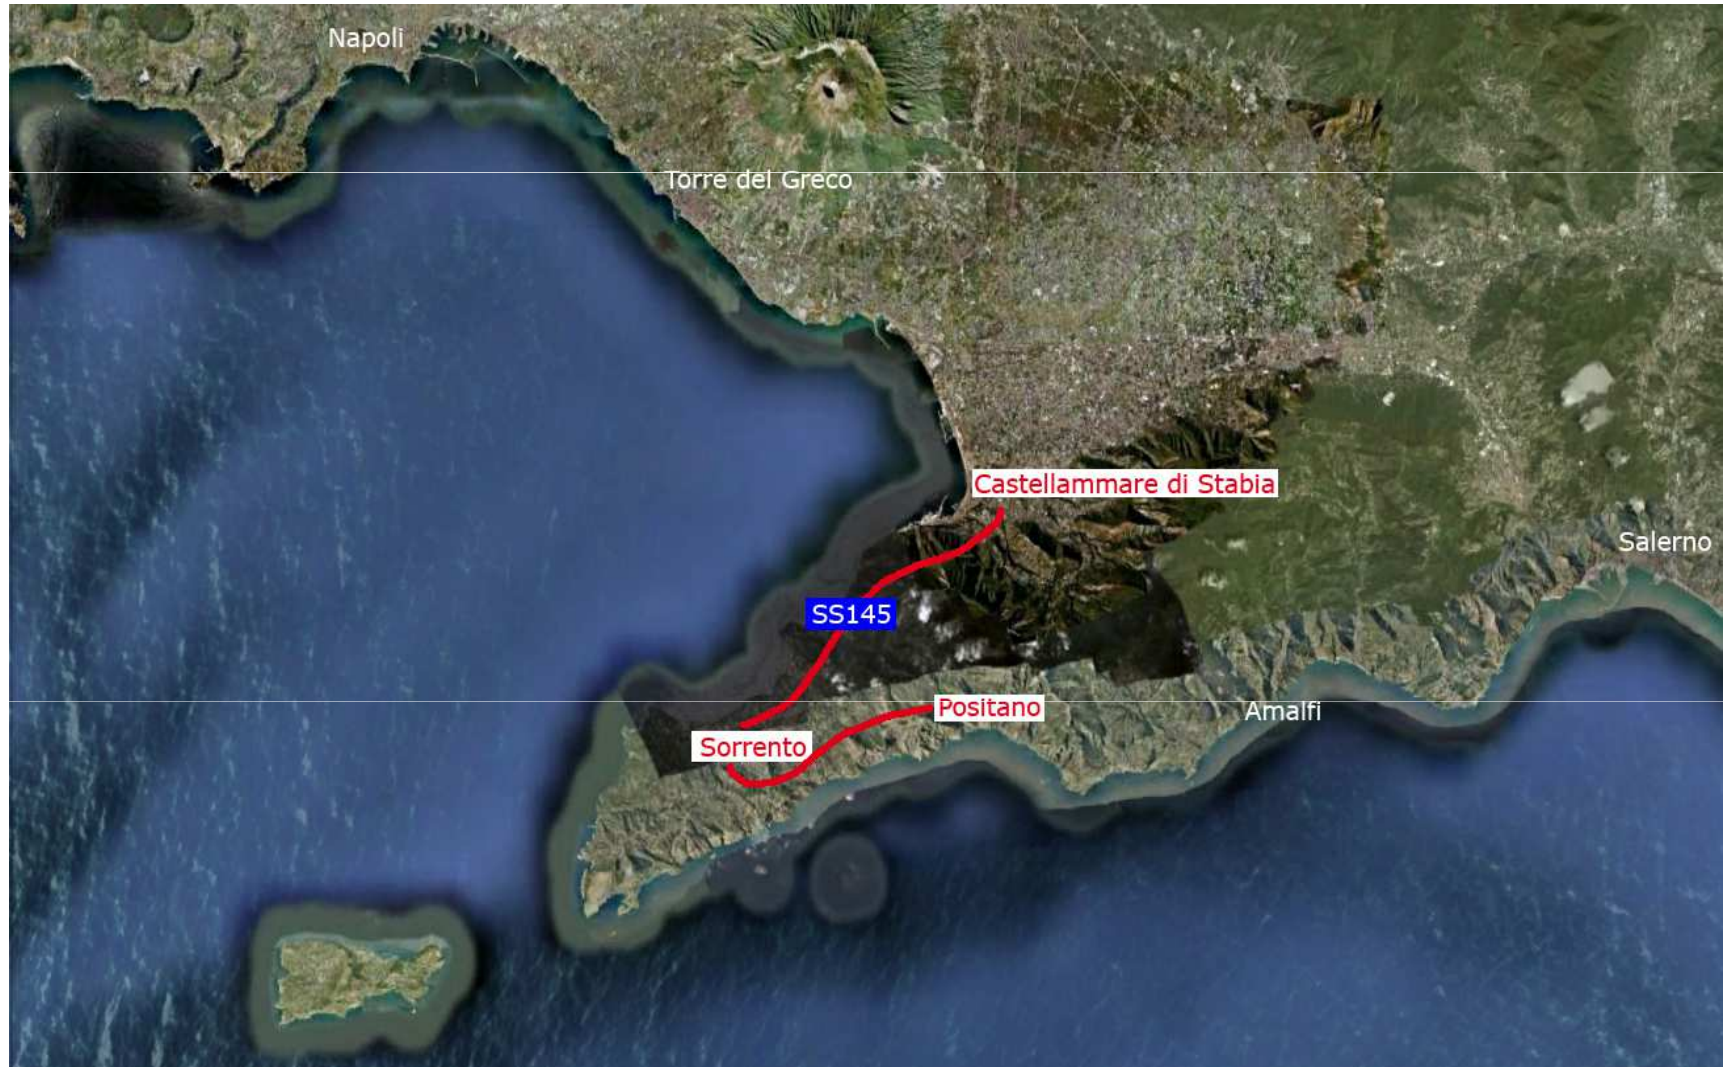 Napoli
Torre del Greco
Castellammare di Stabia
Salerno
SS145
Positano
Amalfi
Sorrento